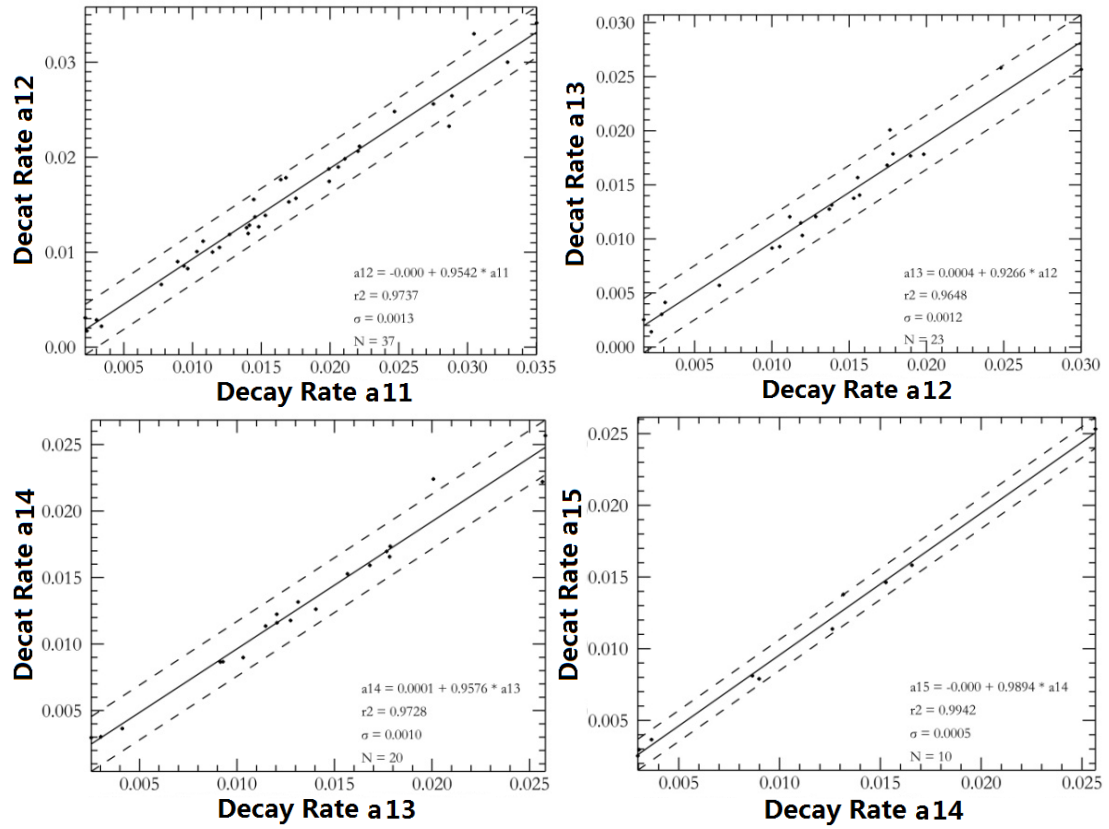 Decat Rate a12
0.03
0.02
0.01
0.00
a12 = -0.000 + 0.9542 * a11
r2 = 0.9737
σ = 0.0013
N = 37
0.005 0.010 0.015 0.020 0.025 0.030 0.035
Decay Rate a11
Decat Rate a13
0.030
0.025
0.020
0.015
0.010
0.005
0.000
a13 = 0.0004 + 0.9266 * a12
r2 = 0.9648
σ = 0.0012
N = 23
0.005 0.010 0.015 0.020 0.025 0.030
Decay Rate a12
Decat Rate a14
0.025
0.020
0.015
0.010
0.005
a14 = 0.0001 + 0.9576 * a13
r2 = 0.9728
σ = 0.0010
N = 20
0.005 0.010 0.015 0.020 0.025
Decay Rate a13
Decat Rate a15
0.025
0.020
0.015
0.010
0.005
a15 = -0.000 + 0.9894 * a14
r2 = 0.9942
σ = 0.0005
N = 10
0.005 0.010 0.015 0.020 0.025
Decay Rate a14